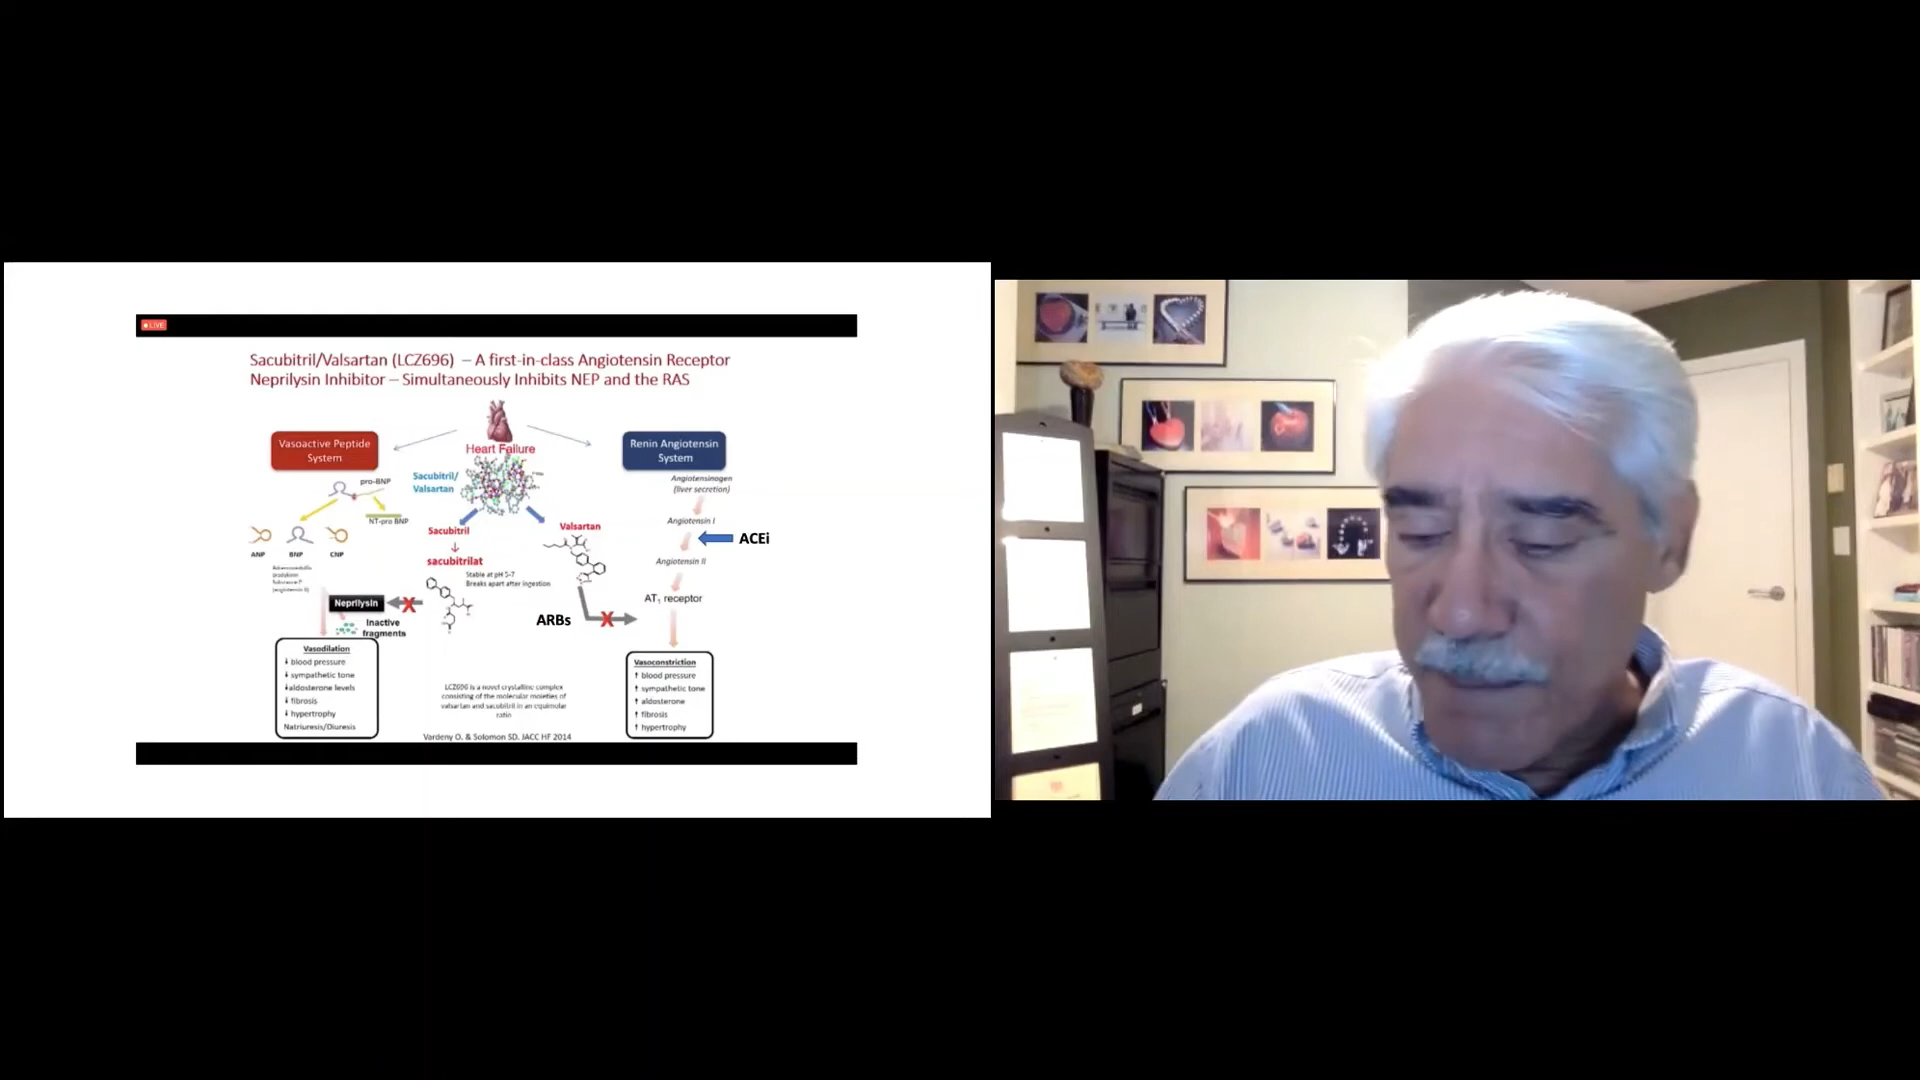 LIVE
Sacubitril/Valsartan (LCZ696) – A first-in-class Angiotensin Receptor
Neprilysin Inhibitor – Simultaneously Inhibits NEP and the RAS
Heart Failure
Vasoactive Peptide
System
pro-BNP
NT-pro BNP
ANP
BNP
CNP
Neprilysin
Inactive
fragments
Vasodilation
↓ blood pressure
↓ sympathetic tone
↓ aldosterone levels
↓ fibrosis
↓ hypertrophy
Natriuresis/Diuresis
Sacubitril/
Valsartan
Sacubitril
sacubitrilat
Stable at pH 5-7
Breaks apart after ingestion
Valsartan
ARBs
LCZ696 is a novel crystalline complex
consisting of the molecular moieties of
valsartan and sacubitril in an equimolar
ratio
Vardeny O. & Solomon SD. JACC HF 2014
Renin Angiotensin
System
Angiotensinogen
(liver secretion)
Angiotensin I
ACEi
Angiotensin II
AT₁ receptor
Vasoconstriction
↑ blood pressure
↑ sympathetic tone
↑ aldosterone
↑ fibrosis
↑ hypertrophy